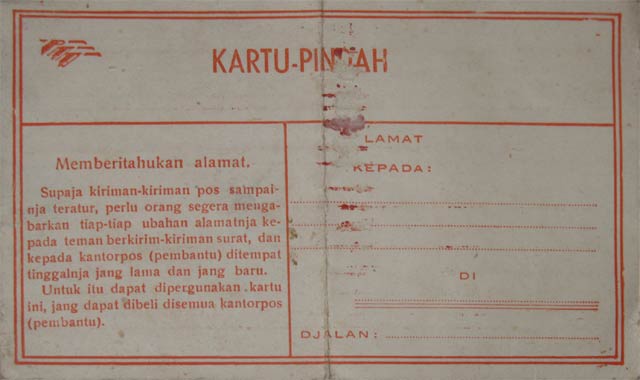 KARTU-PINDAH
Memberitahukan alamat.
Supaja kiriman-kiriman pos sampai-
nja teratur, perlu orang segera mengа-
barkan tiap-tiap ubahan alamatnja ke-
pada teman berkirim-kiriman surat, dan
kepada kantorpos (pembantu) ditempat
tinggalnja jang lama dan jang baru.
Untuk itu dapat dipergunakan kartu
ini, jang dapat dibeli disemua kantorpos
(pembantu).
LAMAT
KEPADA:
DI
DJALAN: